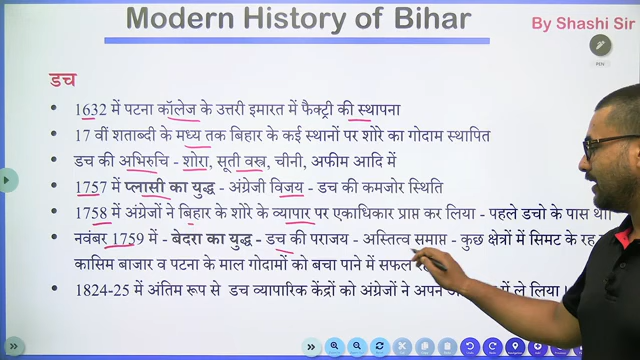 Modern History of Bihar
By Shashi Sir
PEN
डच
1632 में पटना कॉलेज के उत्तरी इमारत में फैक्ट्री की स्थापना
17 वीं शताब्दी के मध्य तक बिहार के कई स्थानों पर शोरे का गोदाम स्थापित
डच की अभिरुचि - शोरा, सूती वस्त्र, चीनी, अफीम आदि में
1757 में प्लासी का युद्ध - अंग्रेजी विजय - डच की कमजोर स्थिति
1758 में अंग्रेजों ने बिहार के शोरे के व्यापार पर एकाधिकार प्राप्त कर लिया - पहले डचो के पास था
नवंबर 1759 में - बेदरा का युद्ध - डच की पराजय - अस्तित्व समाप्त - कुछ क्षेत्रों में सिमट के
कासिम बाजार व पटना के माल गोदामों को बचा पाने में सफल
1824-25 में अंतिम रूप से डच व्यापारिक केंद्रों को अंग्रेजों ने अपने में ले लिया